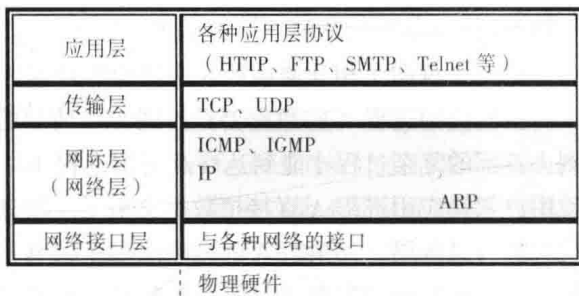 应用层
各种应用层协议
（HTTP、FTP、SMTP、Telnet 等）
传输层
TCP、UDP
网际层
（网络层）
ICMP、IGMP
IP
ARP
网络接口层
与各种网络的接口
物理硬件